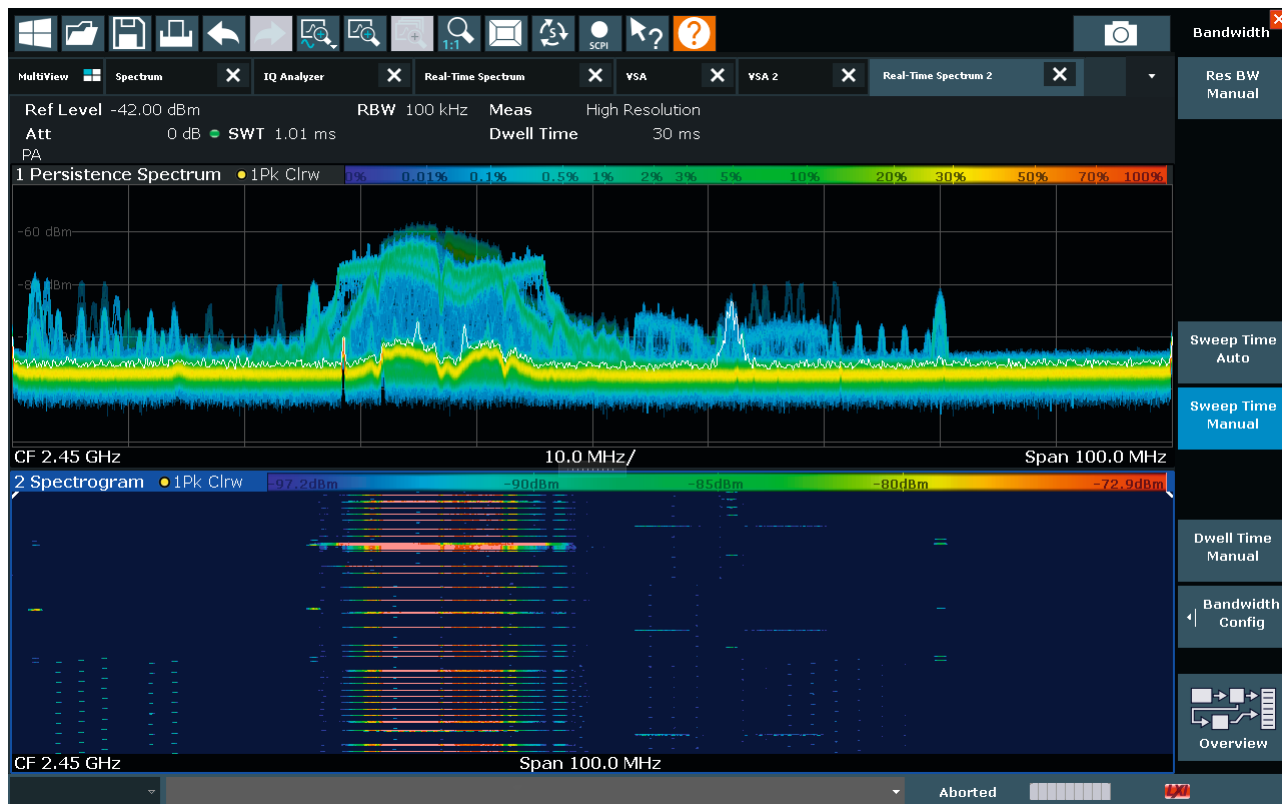 Bandwidth
1:1
SCPI
MultiView
Spectrum
IQ Analyzer
Real-Time Spectrum
VSA
VSA 2
Real-Time Spectrum 2
Res BW
Manual
Ref Level -42.00 dBm RBW 100 kHz Meas High Resolution
Att 0 dB SWT 1.01 ms Dwell Time 30 ms
PA
1 Persistence Spectrum 1Pk Clrw 0% 0.01% 0.1% 0.5% 1% 2% 3% 5% 10% 20% 30% 50% 70% 100%
-60 dBm
Sweep Time
Auto
Sweep Time
Manual
CF 2.45 GHz 10.0 MHz/ Span 100.0 MHz
2 Spectrogram 1Pk Clrw -97.2dBm -90dBm -85dBm -80dBm -72.9dBm
Dwell Time
Manual
Bandwidth
Config
Overview
CF 2.45 GHz Span 100.0 MHz
Aborted
LXI